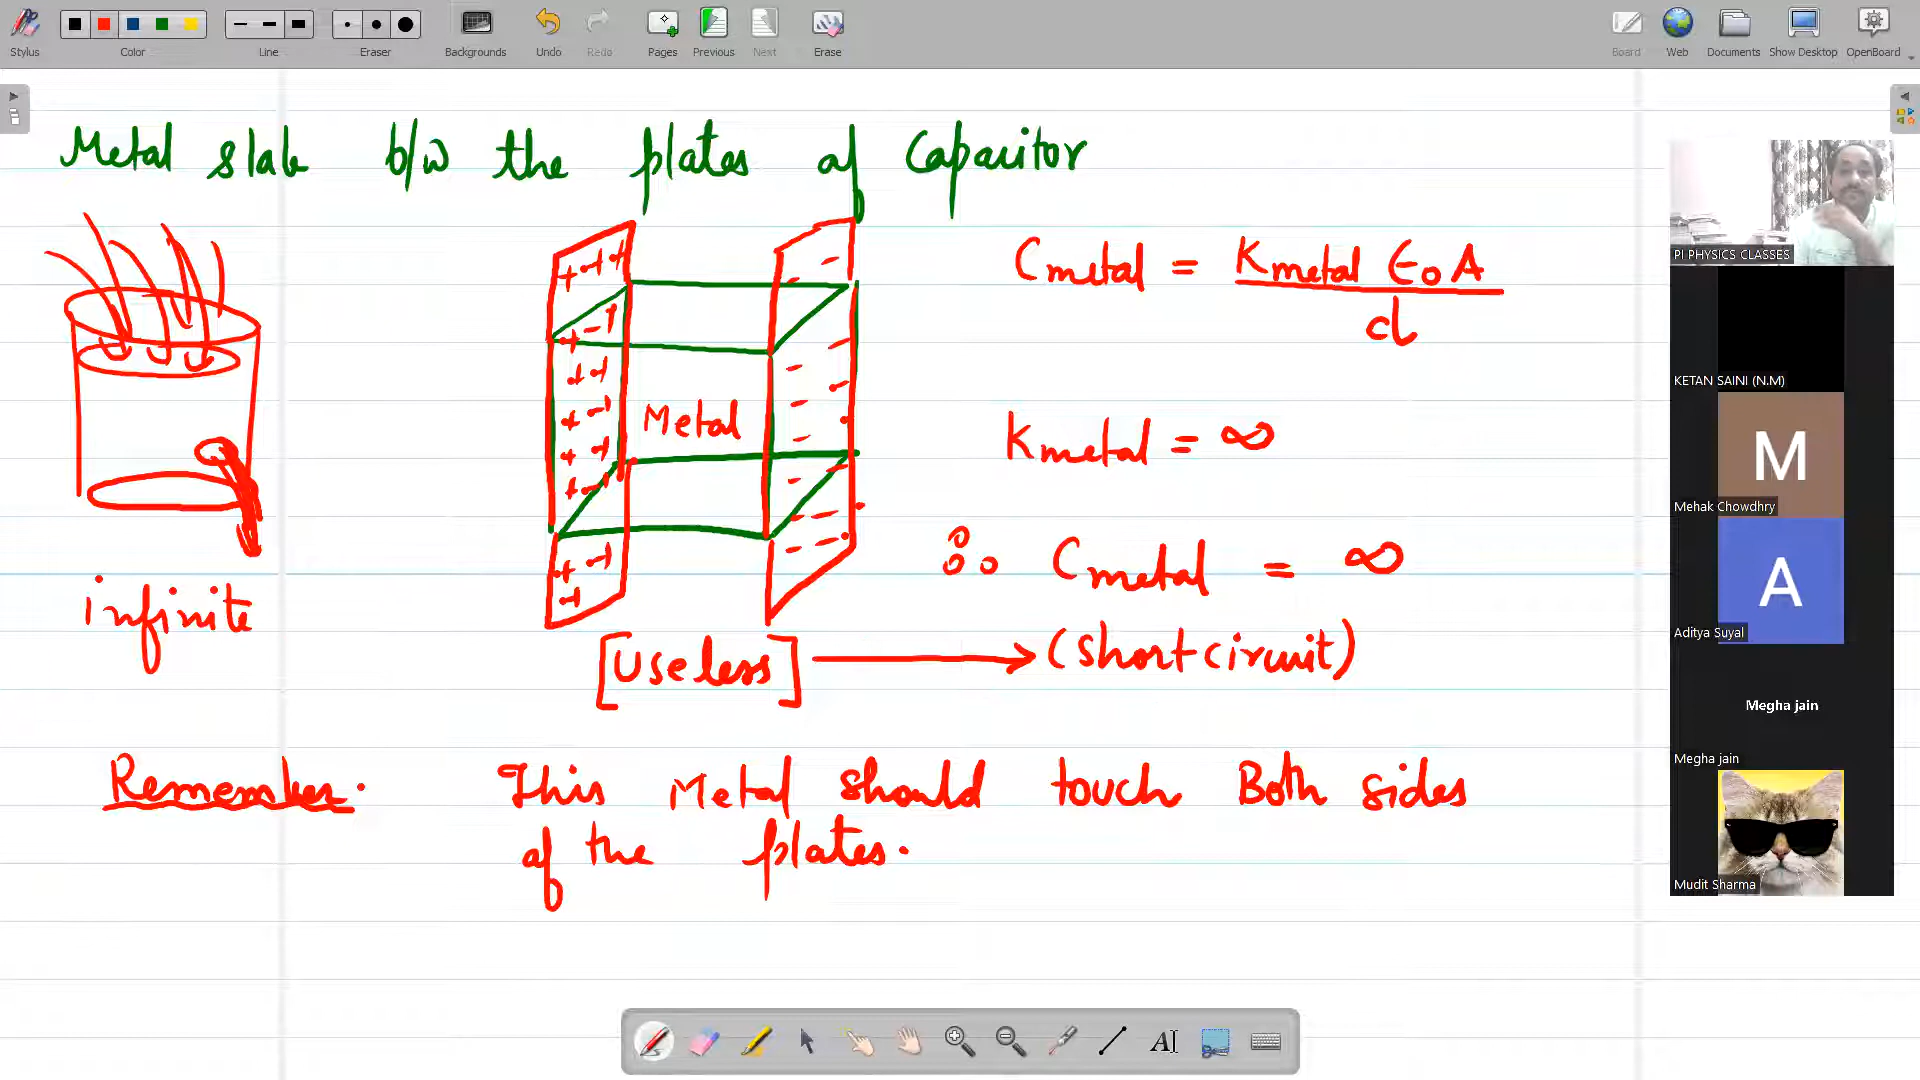 Stylus
Color
Line
Eraser
Backgrounds
Undo
Redo
Pages
Previous
Next
Erase
Board
Web
Documents
Show Desktop
OpenBoard
Metal slab b/w the plates of Capacitor
+ + +
+ - +
+ +
+ +
+ +
+ +
+ +
+
Metal
Cmetal = Kmetal ϵ0 A
d
Kmetal = ∞
∴ Cmetal = ∞
infinite
[Useless] → (Short circuit)
Remember. This Metal should touch Both sides
of the plates.
PI PHYSICS CLASSES
KETAN SAINI (N.M)
M
Mehak Chowdhry
A
Aditya Suyal
Megha jain
Megha jain
Mudit Sharma
A